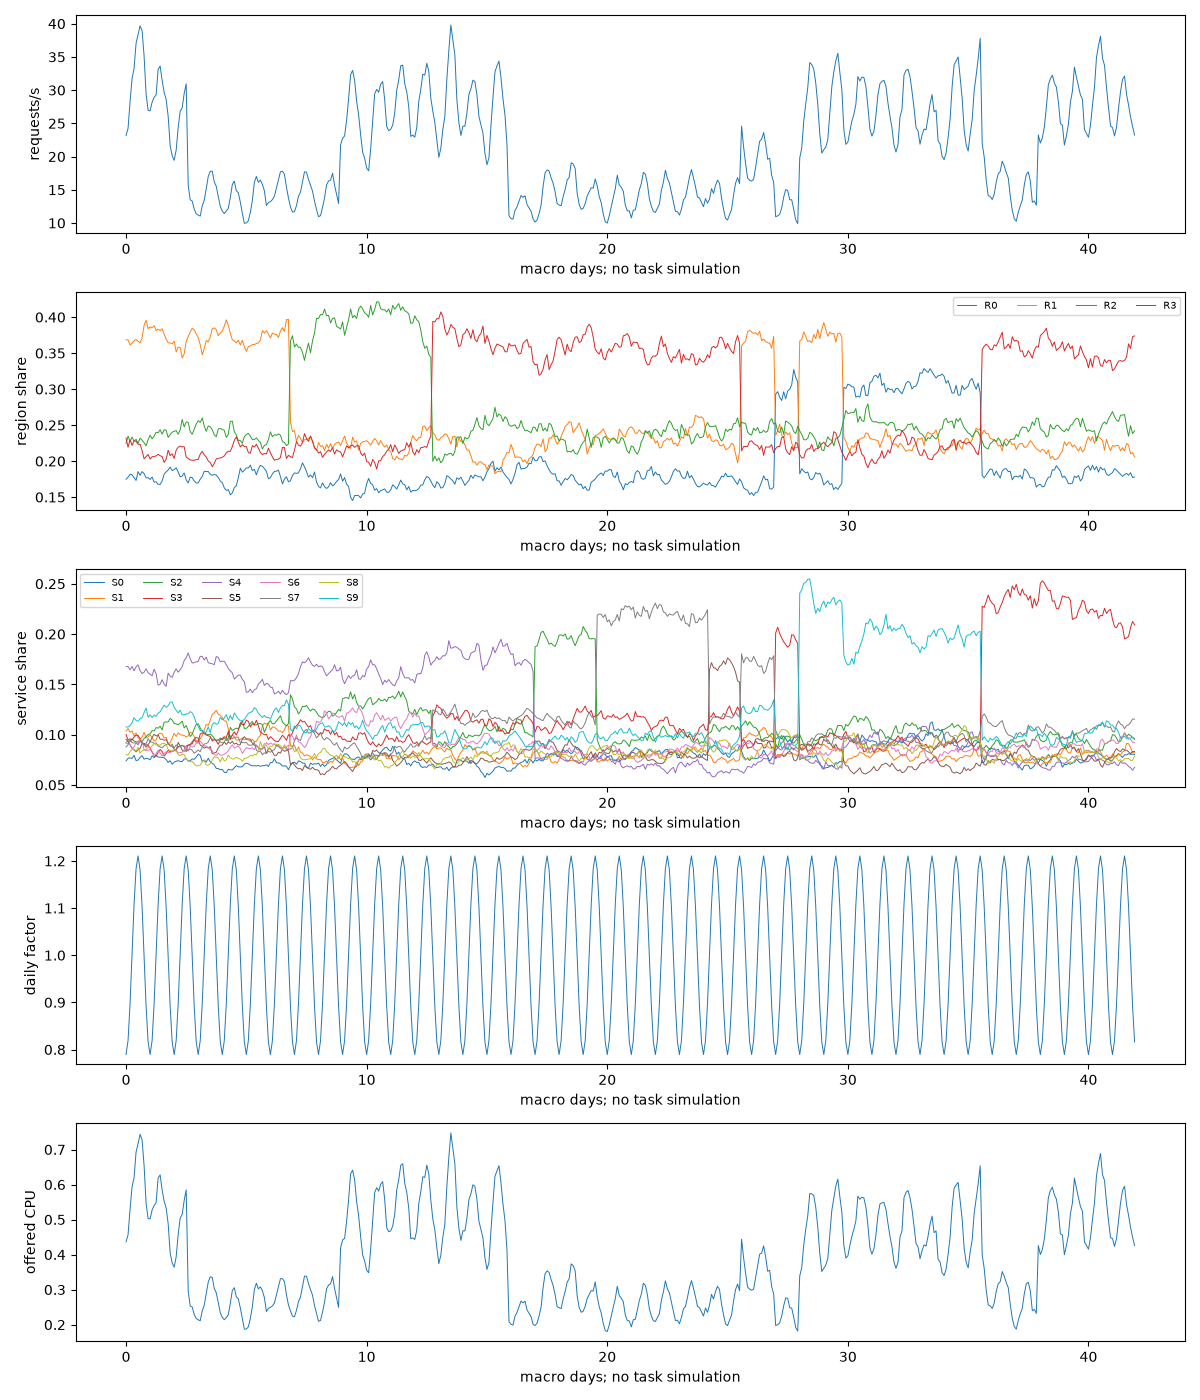 40
35
30
25
20
15
10
requests/s
0 10 20 30 40
macro days; no task simulation
R0 R1 R2 R3
0.40
0.35
0.30
0.25
0.20
0.15
region share
0 10 20 30 40
macro days; no task simulation
S0 S2 S4 S6 S8
S1 S3 S5 S7 S9
0.25
0.20
0.15
0.10
0.05
service share
0 10 20 30 40
macro days; no task simulation
1.2
1.1
1.0
0.9
0.8
daily factor
0 10 20 30 40
macro days; no task simulation
0.7
0.6
0.5
0.4
0.3
0.2
offered CPU
0 10 20 30 40
macro days; no task simulation